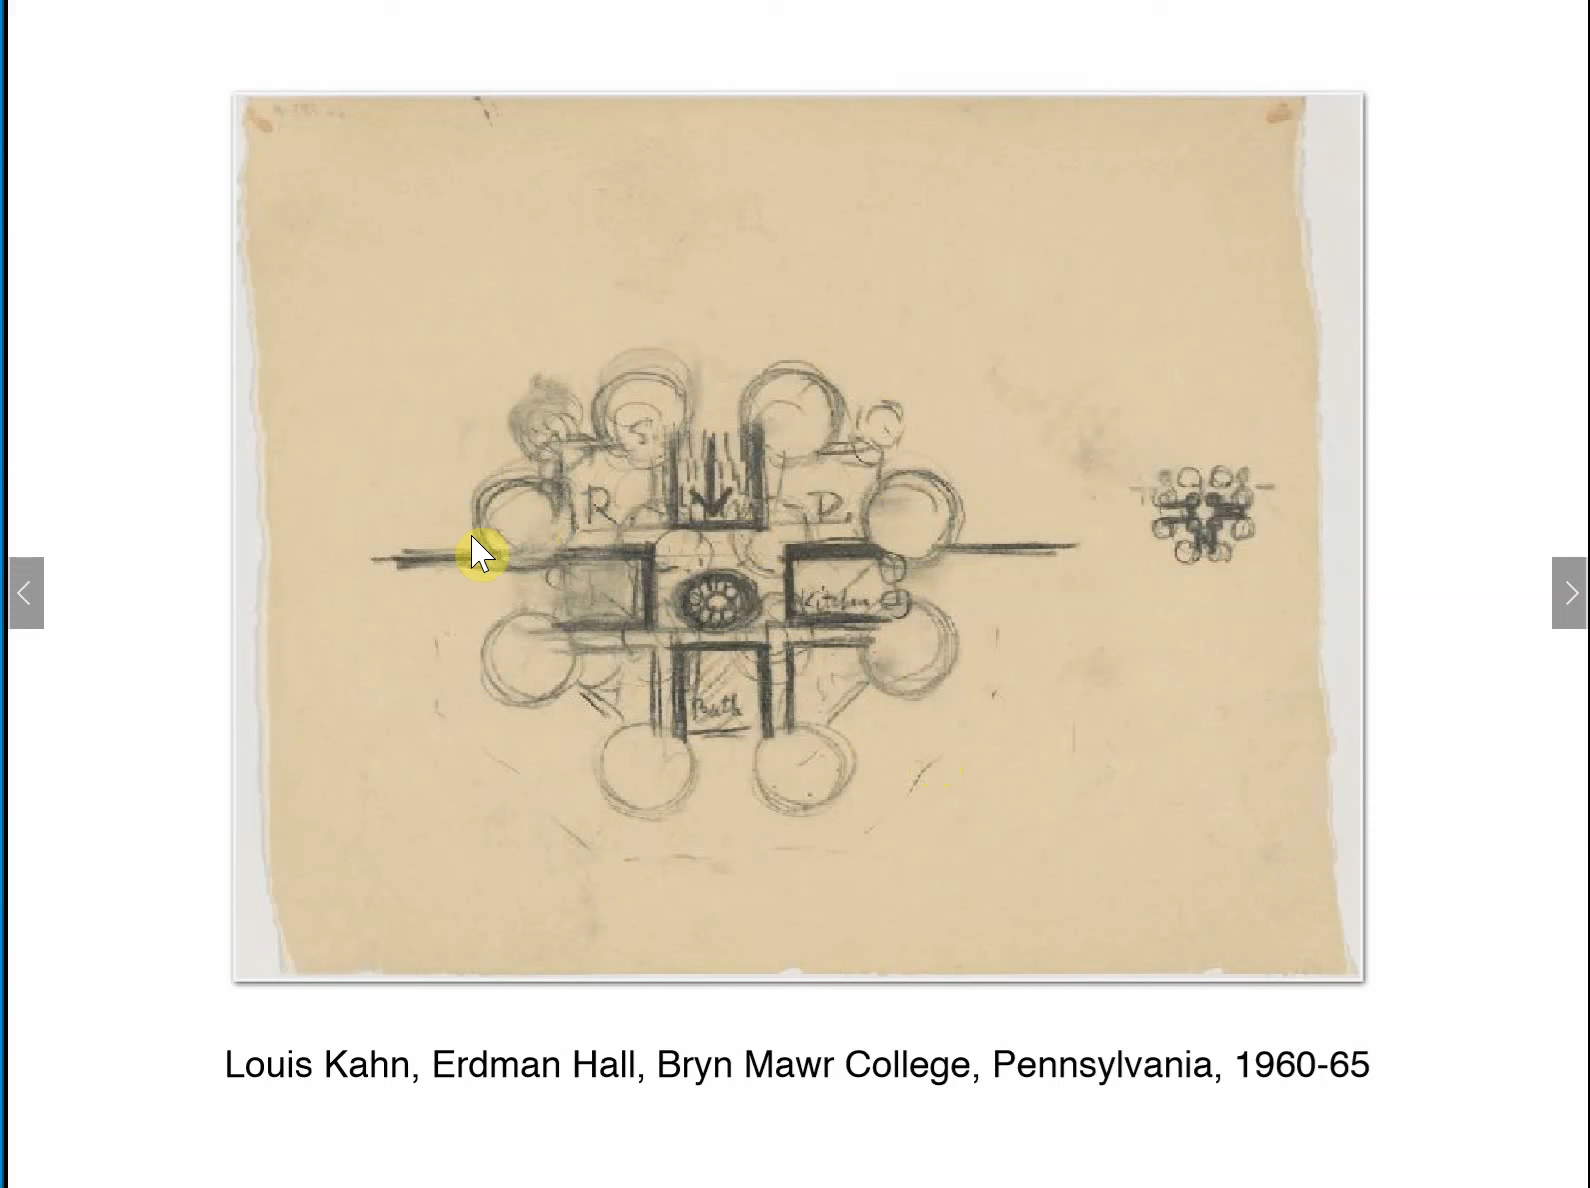 S
R
D
Kitchen
Bath
Louis Kahn, Erdman Hall, Bryn Mawr College, Pennsylvania, 1960-65